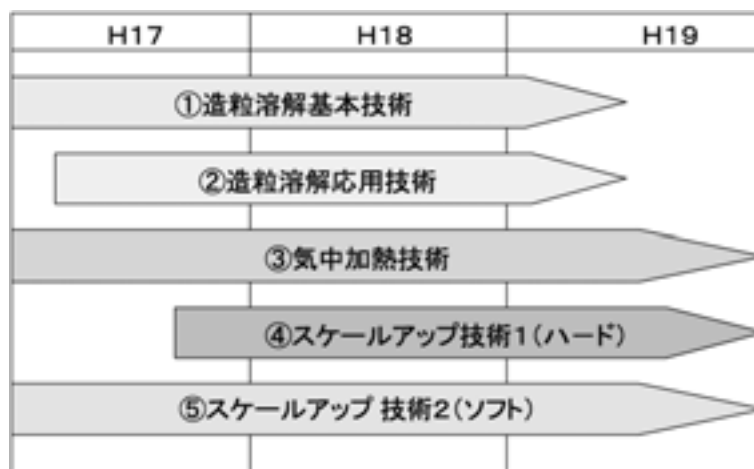 H17 H18 H19
①造粒溶解基本技術
②造粒溶解応用技術
③気中加熱技術
④スケールアップ技術1(ハード)
⑤スケールアップ 技術2(ソフト)